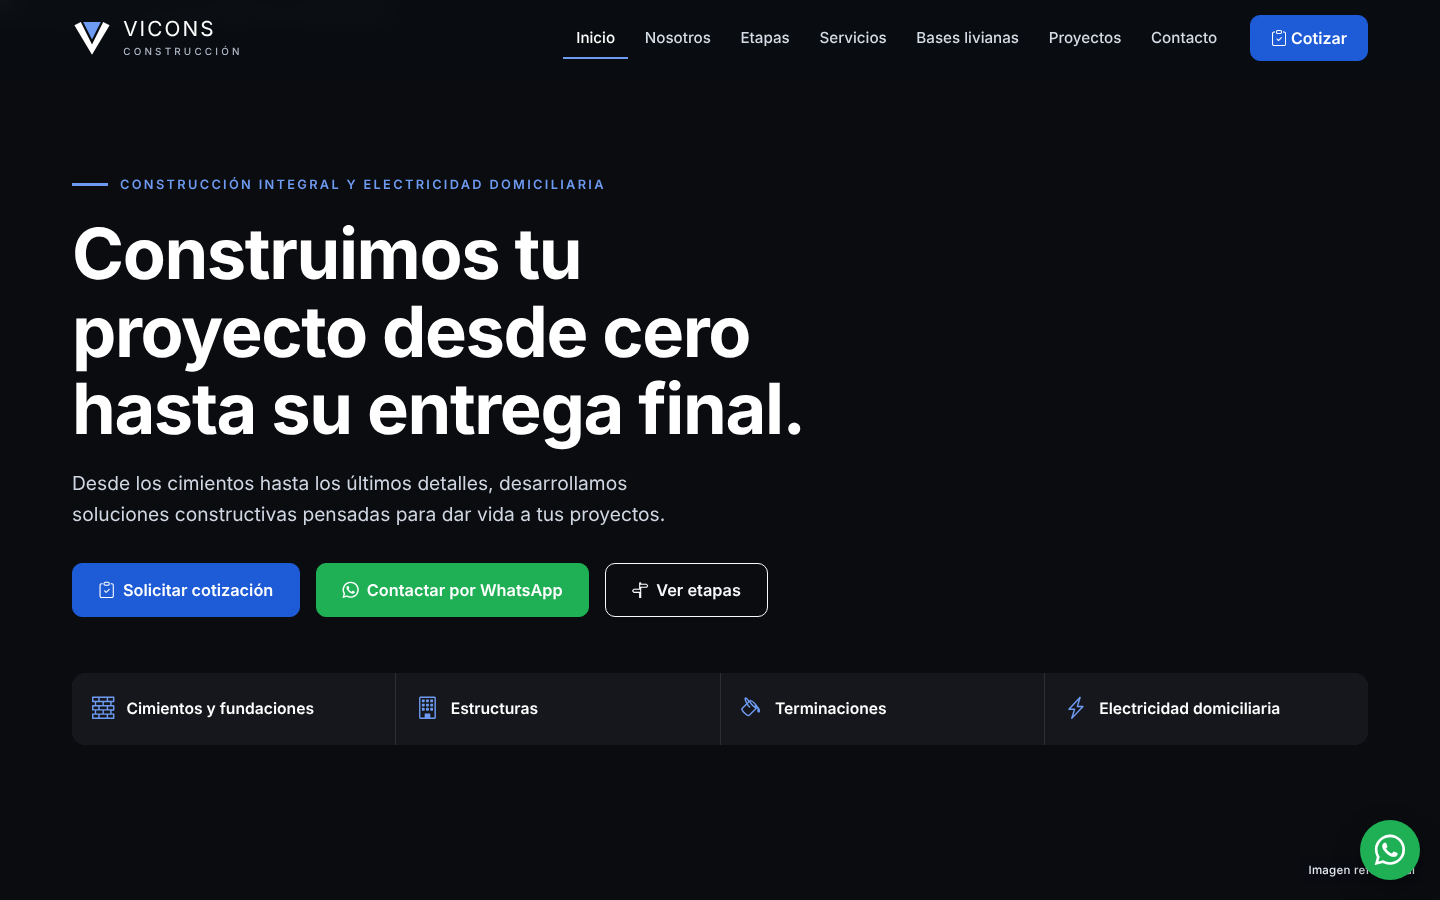 VICONS
CONSTRUCCIÓN
Inicio
Nosotros
Etapas
Servicios
Bases livianas
Proyectos
Contacto
Cotizar
CONSTRUCCIÓN INTEGRAL Y ELECTRICIDAD DOMICILIARIA
Construimos tu
proyecto desde cero
hasta su entrega final.
Desde los cimientos hasta los últimos detalles, desarrollamos
soluciones constructivas pensadas para dar vida a tus proyectos.
Solicitar cotización
Contactar por WhatsApp
Ver etapas
Cimientos y fundaciones
Estructuras
Terminaciones
Electricidad domiciliaria
Imagen